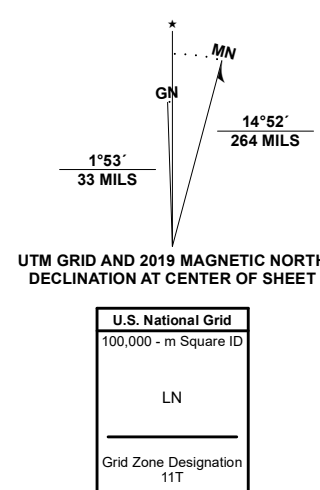 ★
MN
GN
14°52´
264 MILS
1°53´
33 MILS
UTM GRID AND 2019 MAGNETIC NORTH
DECLINATION AT CENTER OF SHEET
U.S. National Grid
100,000 - m Square ID
LN
Grid Zone Designation
11T